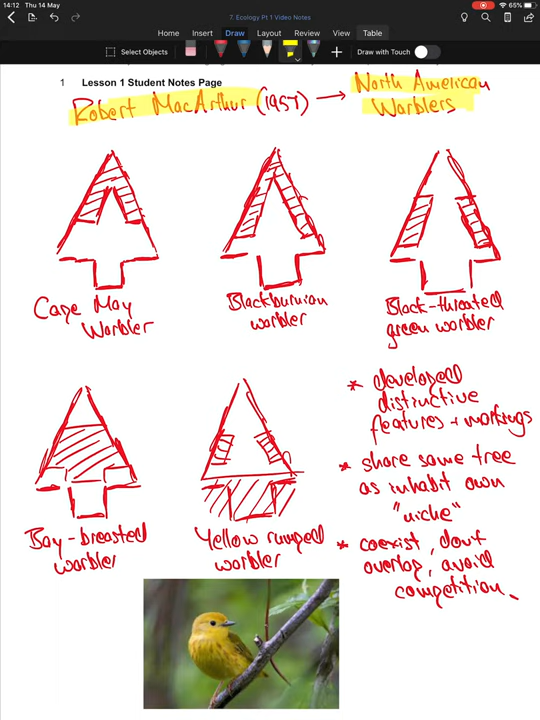 14:12 Thu 14 May
65%
7. Ecology Pt 1 Video Notes
Home Insert Draw Layout Review View Table
Select Objects
Draw with Touch
1 Lesson 1 Student Notes Page
Robert MacArthur (1957) → North American
Warblers
Cape May
Warbler
Blackburnian
warbler
Black-throated
green warbler
Bay-breasted
warbler
Yellow rumped
warbler
* developed
distinctive
features + markings
* share same tree
as inhabit own
"niche"
* coexist, dont
overlap, avoid
competition.